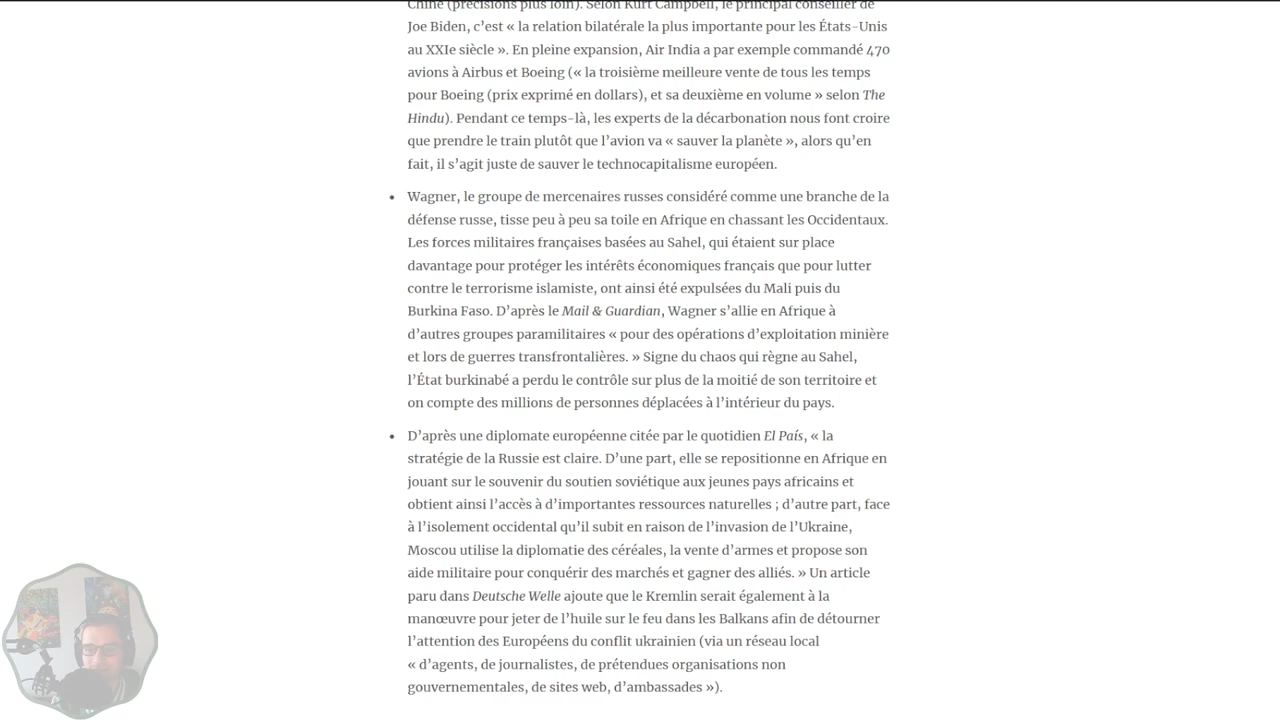 Chine (précisions plus loin). Selon Kurt Campbell, le principal conseiller de
Joe Biden, c’est « la relation bilatérale la plus importante pour les États-Unis
au XXIe siècle ». En pleine expansion, Air India a par exemple commandé 470
avions à Airbus et Boeing (« la troisième meilleure vente de tous les temps
pour Boeing (prix exprimé en dollars), et sa deuxième en volume » selon The
Hindu). Pendant ce temps-là, les experts de la décarbonation nous font croire
que prendre le train plutôt que l’avion va « sauver la planète », alors qu’en
fait, il s’agit juste de sauver le technocapitalisme européen.
• Wagner, le groupe de mercenaires russes considéré comme une branche de la
défense russe, tisse peu à peu sa toile en Afrique en chassant les Occidentaux.
Les forces militaires françaises basées au Sahel, qui étaient sur place
davantage pour protéger les intérêts économiques français que pour lutter
contre le terrorisme islamiste, ont ainsi été expulsées du Mali puis du
Burkina Faso. D’après le Mail & Guardian, Wagner s’allie en Afrique à
d’autres groupes paramilitaires « pour des opérations d’exploitation minière
et lors de guerres transfrontalières. » Signe du chaos qui règne au Sahel,
l’État burkinabé a perdu le contrôle sur plus de la moitié de son territoire et
on compte des millions de personnes déplacées à l’intérieur du pays.
• D’après une diplomate européenne citée par le quotidien El País, « la
stratégie de la Russie est claire. D’une part, elle se repositionne en Afrique en
jouant sur le souvenir du soutien soviétique aux jeunes pays africains et
obtient ainsi l’accès à d’importantes ressources naturelles ; d’autre part, face
à l’isolement occidental qu’il subit en raison de l’invasion de l’Ukraine,
Moscou utilise la diplomatie des céréales, la vente d’armes et propose son
aide militaire pour conquérir des marchés et gagner des alliés. » Un article
paru dans Deutsche Welle ajoute que le Kremlin serait également à la
manœuvre pour jeter de l’huile sur le feu dans les Balkans afin de détourner
l’attention des Européens du conflit ukrainien (via un réseau local
« d’agents, de journalistes, de prétendues organisations non
gouvernementales, de sites web, d’ambassades »).